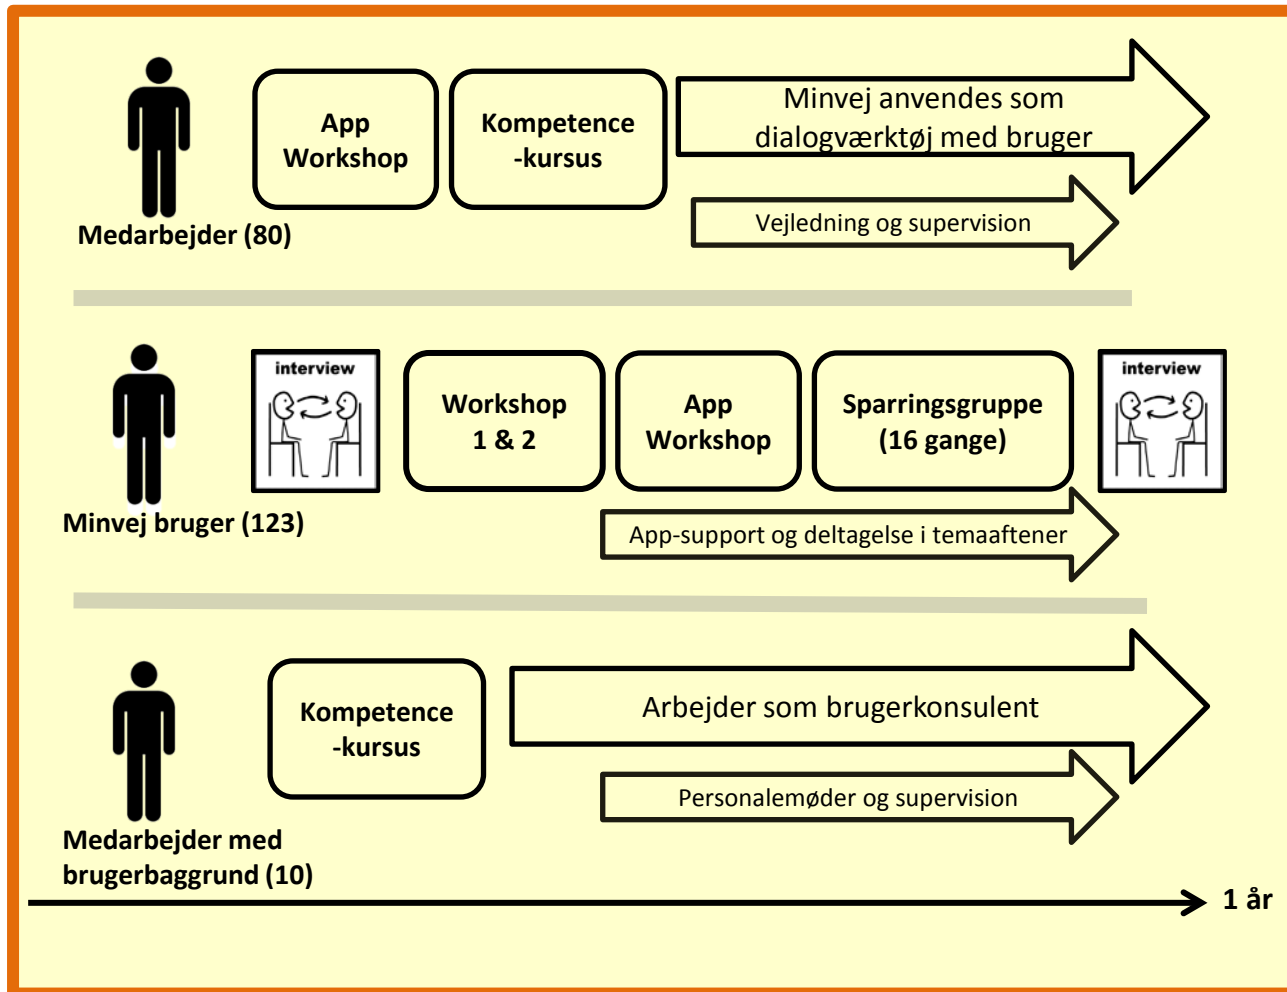 App
Workshop
Kompetence
-kursus
Minvej anvendes som
dialogværktøj med bruger
Vejledning og supervision
Medarbejder (80)
interview
Workshop
1 & 2
App
Workshop
Sparringsgruppe
(16 gange)
interview
Minvej bruger (123)
App-support og deltagelse i temaaftener
Kompetence
-kursus
Arbejder som brugerkonsulent
Personalemøder og supervision
Medarbejder med
brugerbaggrund (10)
1 år